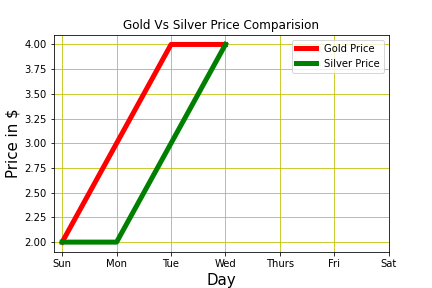 Gold Vs Silver Price Comparision
Gold Price
Silver Price
Price in $
4.00
3.75
3.50
3.25
3.00
2.75
2.50
2.25
2.00
Sun Mon Tue Wed Thurs Fri Sat
Day